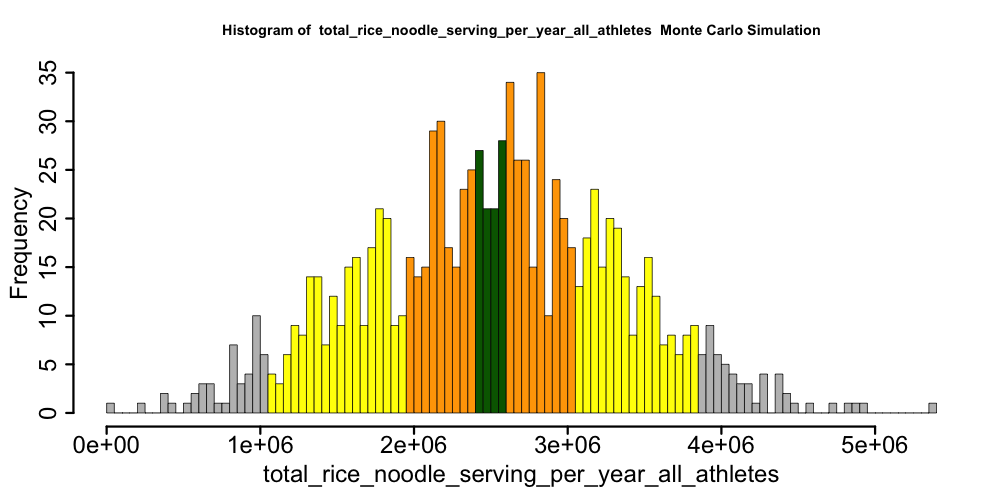 Histogram of  total_rice_noodle_serving_per_year_all_athletes  Monte Carlo Simulation
Frequency
35
30
25
20
15
10
5
0
0e+00 1e+06 2e+06 3e+06 4e+06 5e+06
total_rice_noodle_serving_per_year_all_athletes